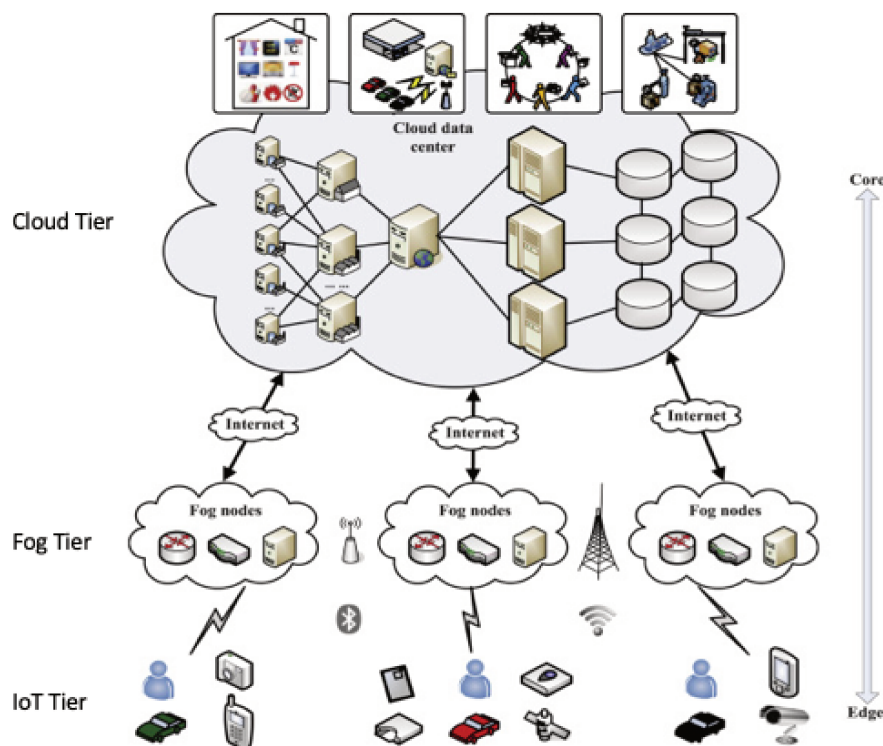 C
Cloud data
center
Core
Cloud Tier
... 
... ...
...
Internet
Internet
Internet
Fog nodes
Fog nodes
Fog nodes
Fog Tier
IoT Tier
Edge